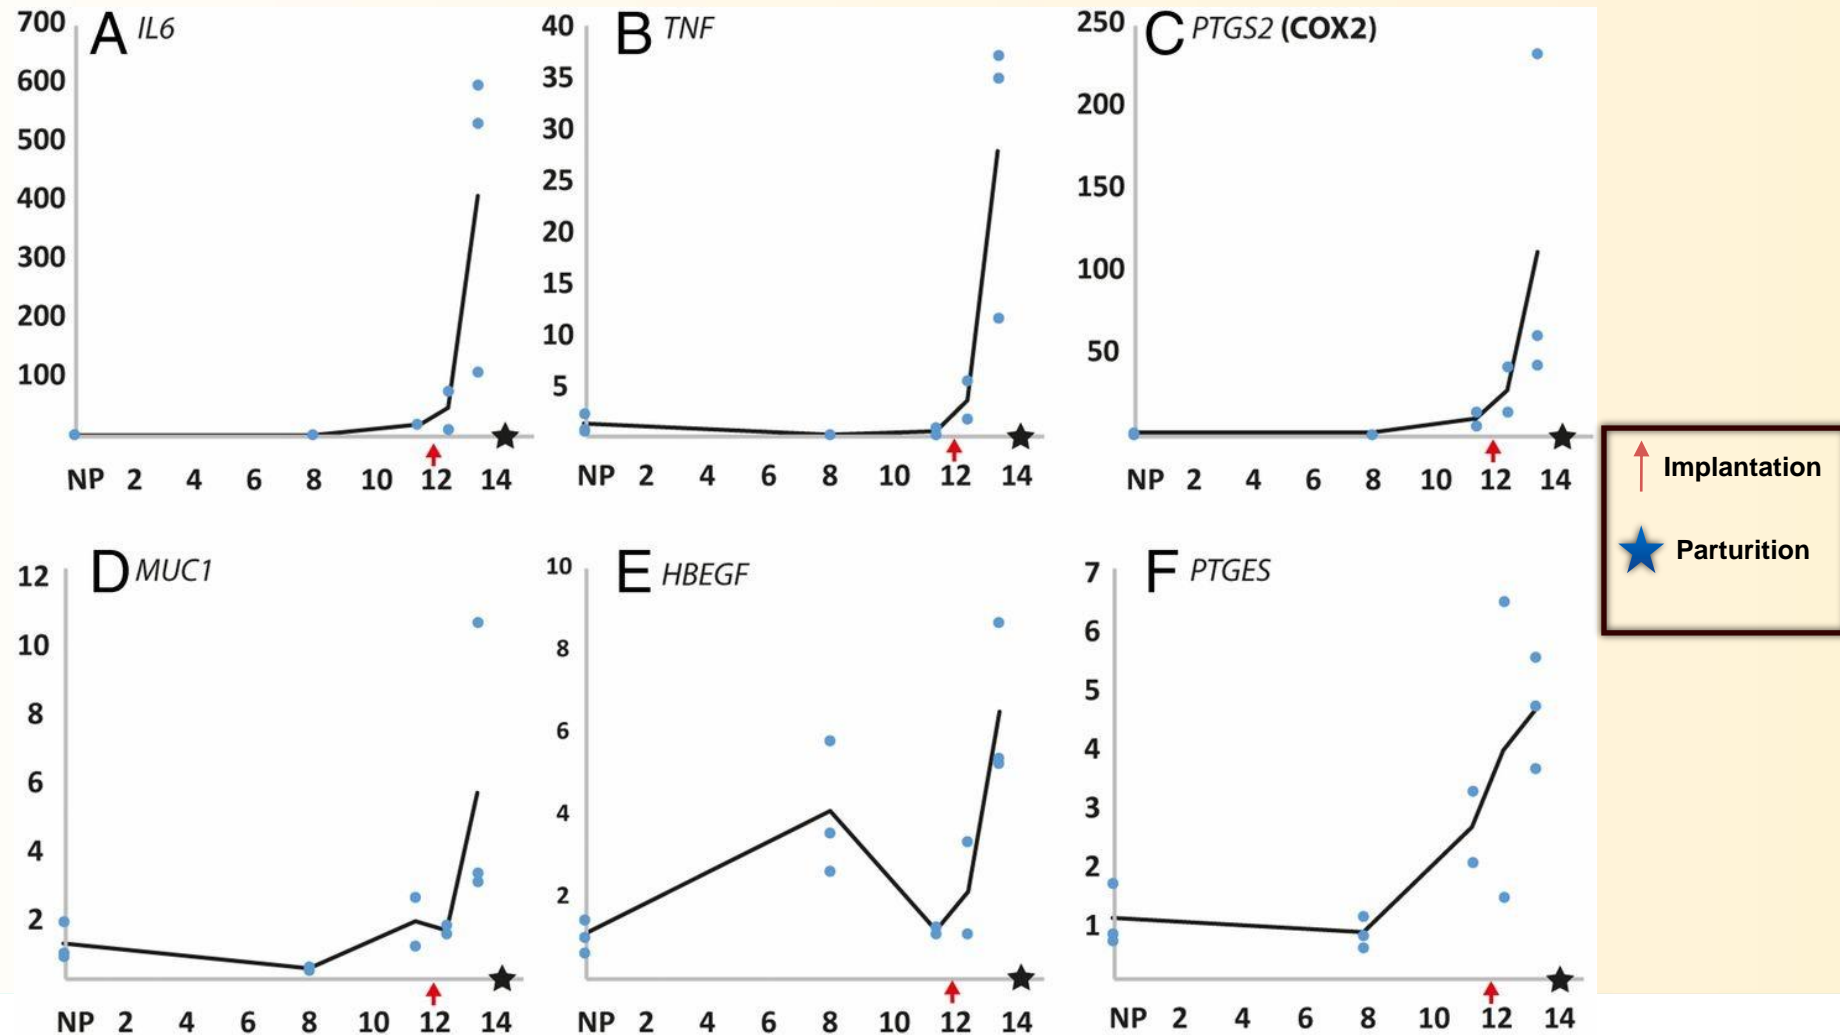 A IL6
700
600
500
400
300
200
100
NP 2 4 6 8 10 12 14
B TNF
40
35
30
25
20
15
10
5
NP 2 4 6 8 10 12 14
C PTGS2 (COX2)
250
200
150
100
50
NP 2 4 6 8 10 12 14
Implantation
Parturition
D MUC1
12
10
8
6
4
2
NP 2 4 6 8 10 12 14
E HBEGF
10
8
6
4
2
NP 2 4 6 8 10 12 14
F PTGES
7
6
5
4
3
2
1
NP 2 4 6 8 10 12 14